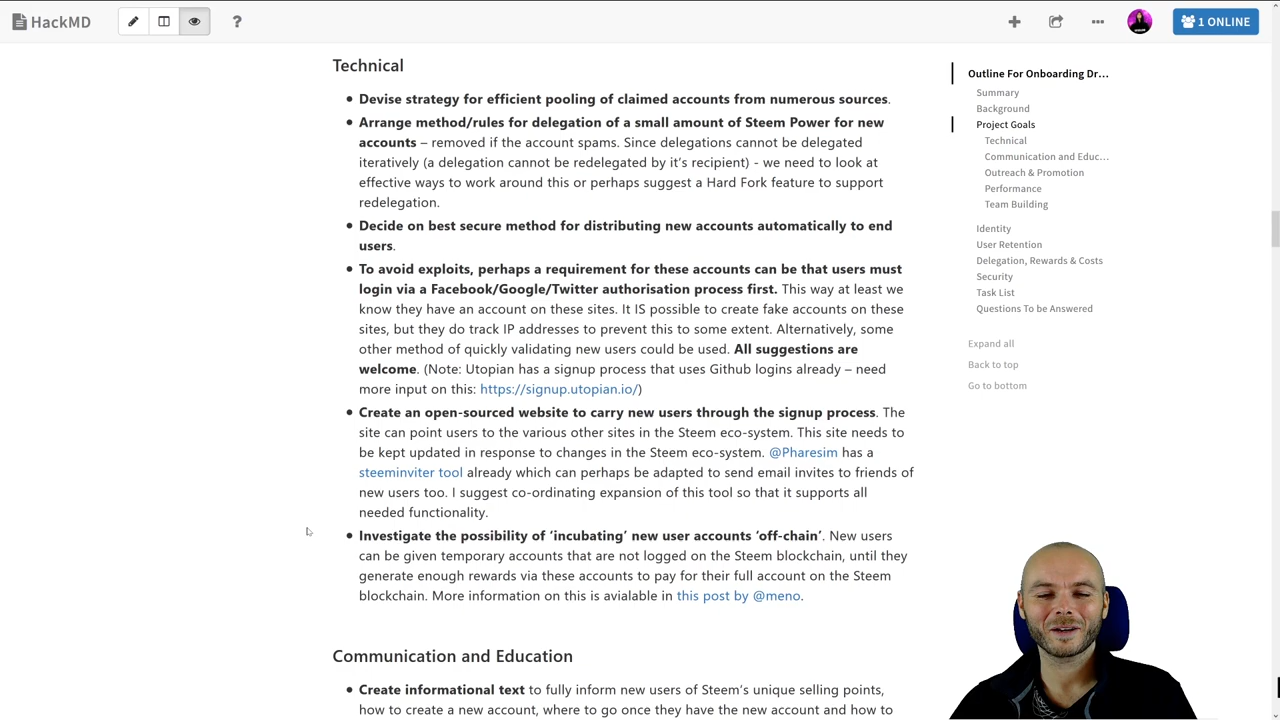 HackMD
?
1 ONLINE
Technical
Devise strategy for efficient pooling of claimed accounts from numerous sources.
Arrange method/rules for delegation of a small amount of Steem Power for new
accounts – removed if the account spams. Since delegations cannot be delegated
iteratively (a delegation cannot be redelegated by it's recipient) - we need to look at
effective ways to work around this or perhaps suggest a Hard Fork feature to support
redelegation.
Decide on best secure method for distributing new accounts automatically to end
users.
To avoid exploits, perhaps a requirement for these accounts can be that users must
login via a Facebook/Google/Twitter authorisation process first. This way at least we
know they have an account on these sites. It IS possible to create fake accounts on these
sites, but they do track IP addresses to prevent this to some extent. Alternatively, some
other method of quickly validating new users could be used. All suggestions are
welcome. (Note: Utopian has a signup process that uses Github logins already – need
more input on this: https://signup.utopian.io/)
Create an open-sourced website to carry new users through the signup process. The
site can point users to the various other sites in the Steem eco-system. This site needs to
be kept updated in response to changes in the Steem eco-system. @Pharesim has a
steeminviter tool already which can perhaps be adapted to send email invites to friends of
new users too. I suggest co-ordinating expansion of this tool so that it supports all
needed functionality.
Investigate the possibility of 'incubating' new user accounts 'off-chain'. New users
can be given temporary accounts that are not logged on the Steem blockchain, until they
generate enough rewards via these accounts to pay for their full account on the Steem
blockchain. More information on this is avialable in this post by @meno.
Communication and Education
Create informational text to fully inform new users of Steem's unique selling points,
how to create a new account, where to go once they have the new account and how to
Outline For Onboarding Dr...
Summary
Background
Project Goals
Technical
Communication and Educ...
Outreach & Promotion
Performance
Team Building
Identity
User Retention
Delegation, Rewards & Costs
Security
Task List
Questions To be Answered
Expand all
Back to top
Go to bottom